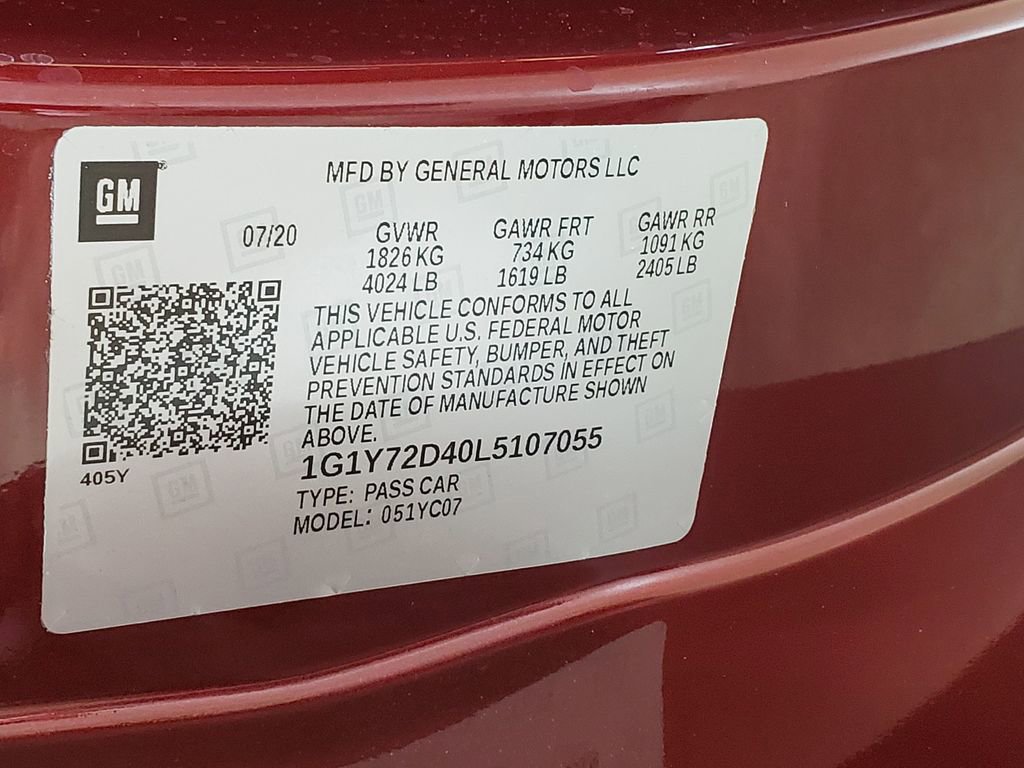 GM
MFD BY GENERAL MOTORS LLC
07/20
GVWR
1826 KG
4024 LB
GAWR FRT
734 KG
1619 LB
GAWR RR
1091 KG
2405 LB
THIS VEHICLE CONFORMS TO ALL
APPLICABLE U.S. FEDERAL MOTOR
VEHICLE SAFETY, BUMPER, AND THEFT
PREVENTION STANDARDS IN EFFECT ON
THE DATE OF MANUFACTURE SHOWN
ABOVE.
1G1Y72D40L5107055
TYPE: PASS CAR
MODEL: 051YC07
405Y